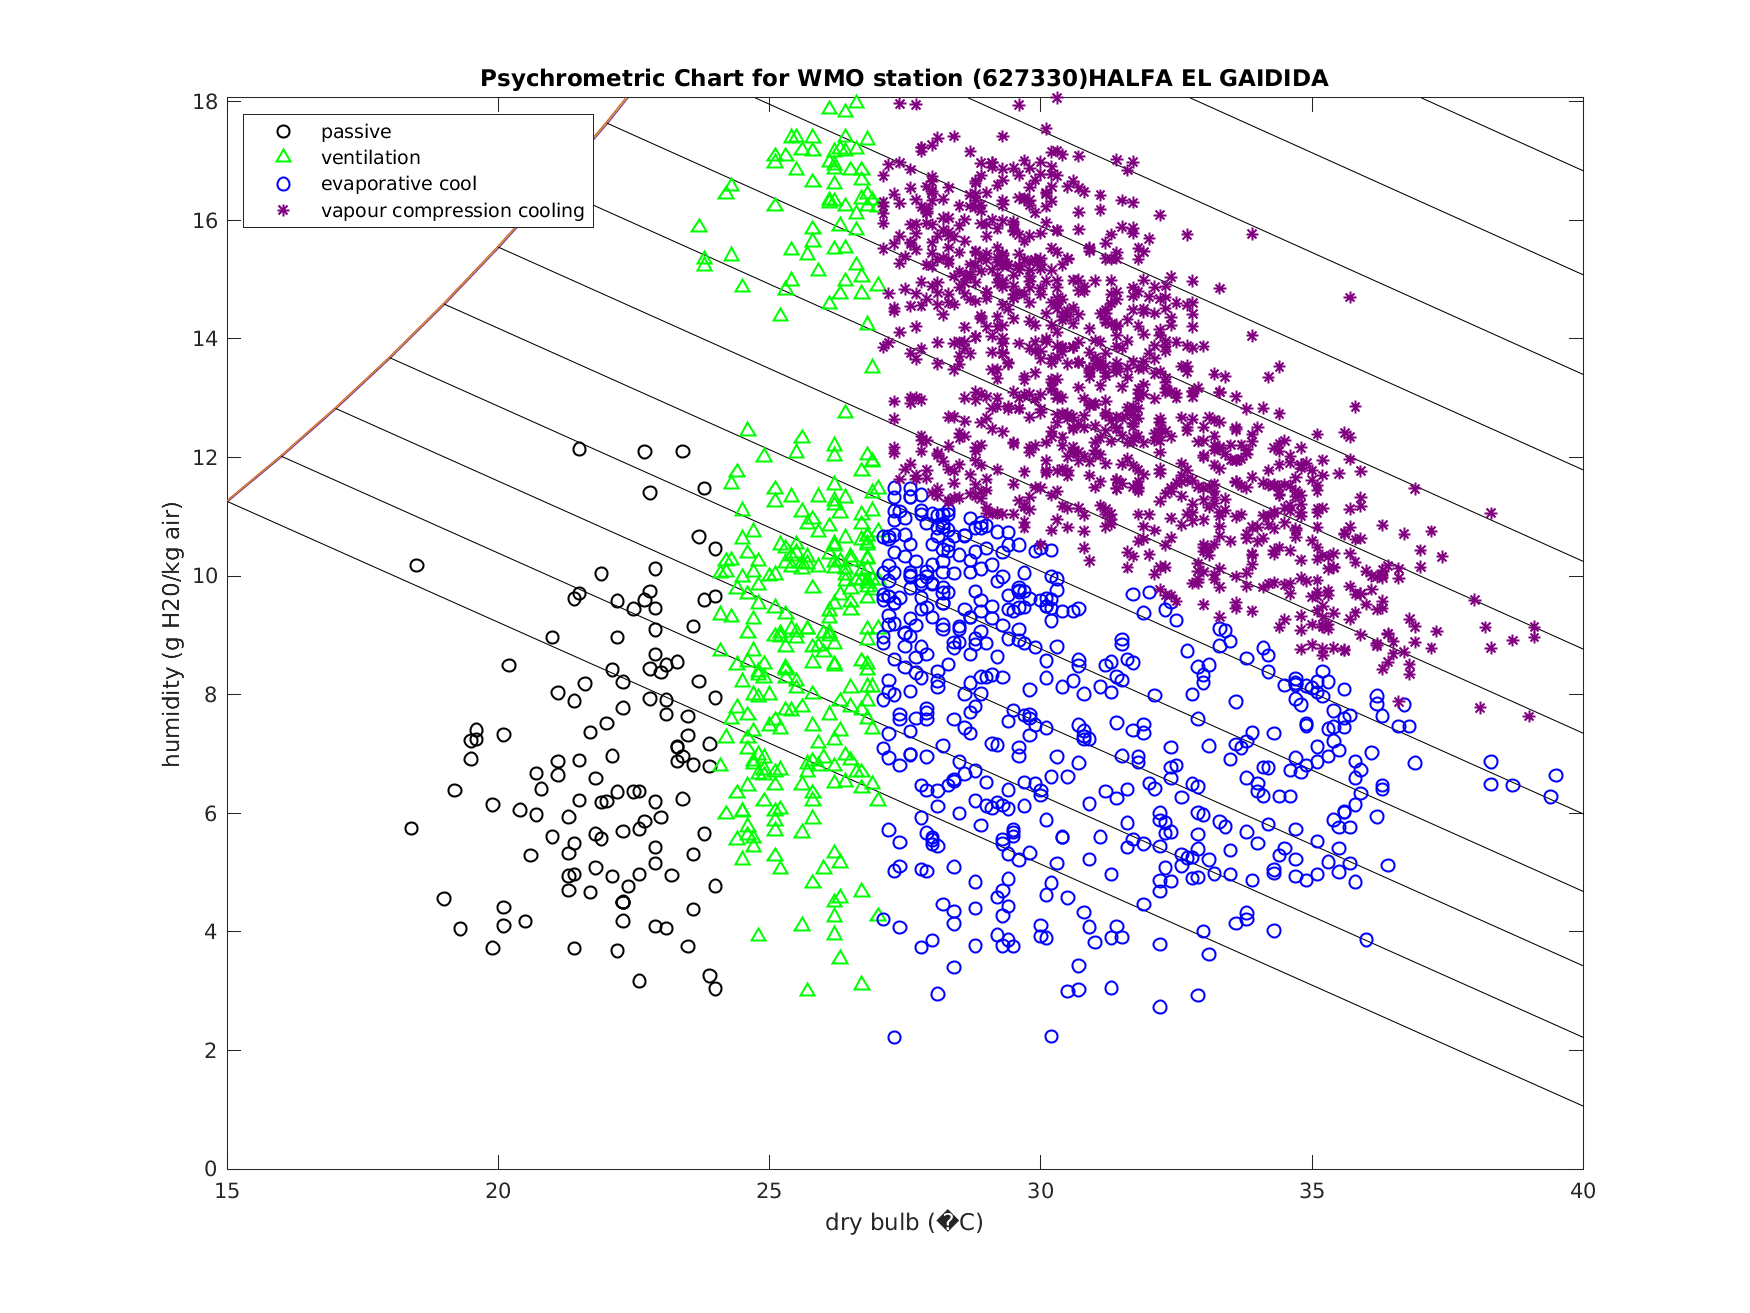 Psychrometric Chart for WMO station (627330)HALFA EL GAIDIDA
passive
ventilation
evaporative cool
vapour compression cooling
humidity (g H20/kg air)
18
16
14
12
10
8
6
4
2
0
15 20 25 30 35 40
dry bulb (�C)